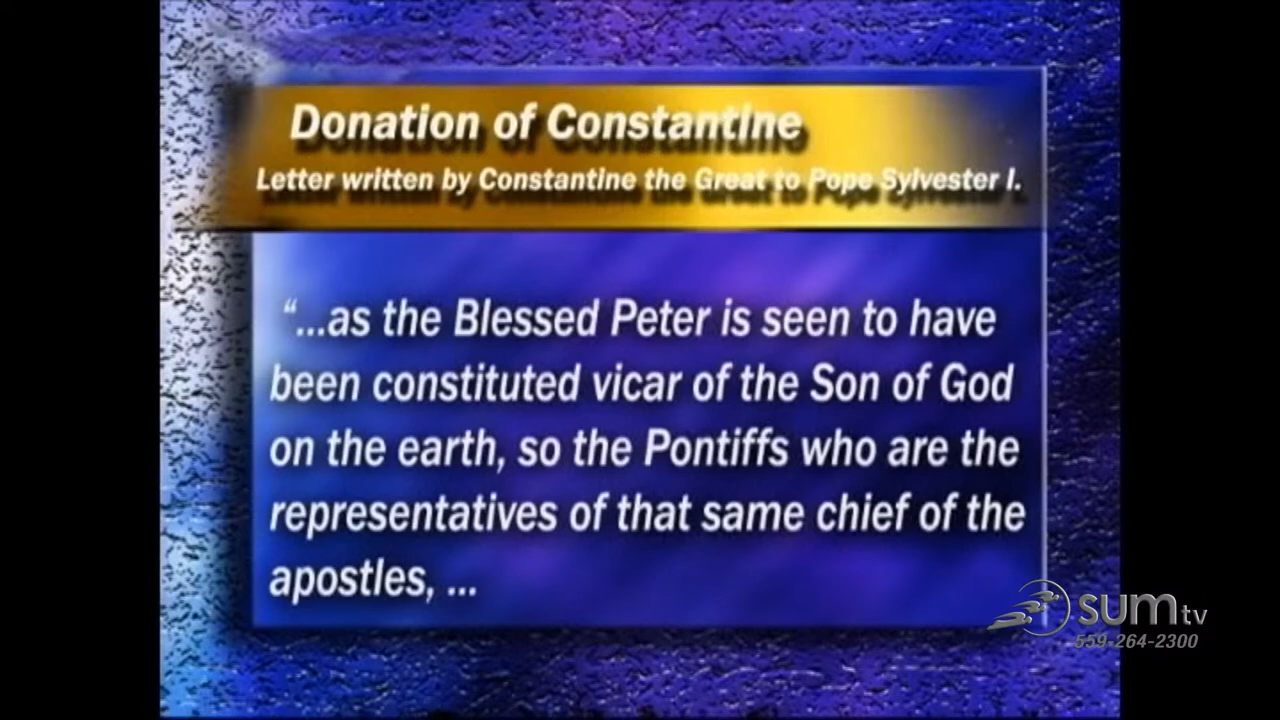 Donation of Constantine
Letter written by Constantine the Great to Pope Sylvester I.
“...as the Blessed Peter is seen to have
been constituted vicar of the Son of God
on the earth, so the Pontiffs who are the
representatives of that same chief of the
apostles, ...
sumtv
559-264-2300